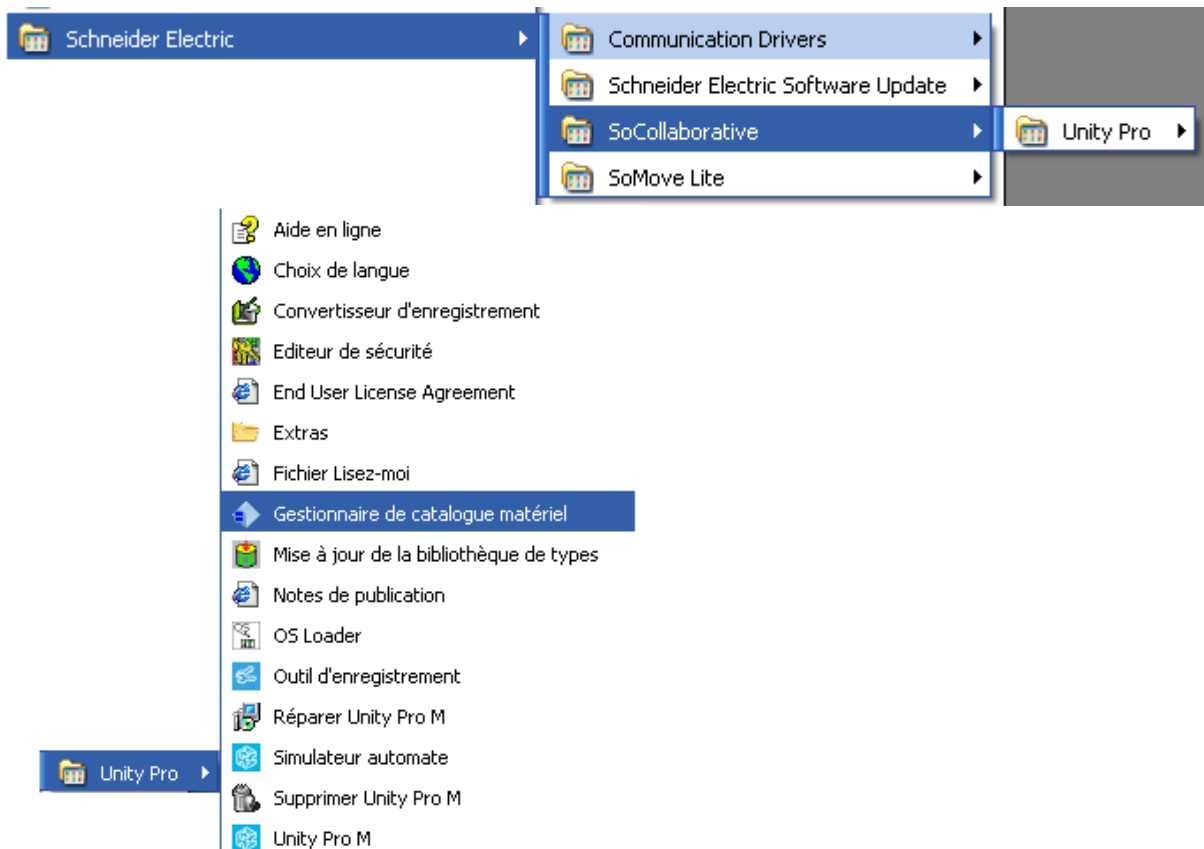 Schneider Electric
Communication Drivers
Schneider Electric Software Update
SoCollaborative
Unity Pro
SoMove Lite
Aide en ligne
Choix de langue
Convertisseur d'enregistrement
Editeur de sécurité
End User License Agreement
Extras
Fichier Lisez-moi
Gestionnaire de catalogue matériel
Mise à jour de la bibliothèque de types
Notes de publication
OS Loader
Outil d'enregistrement
Réparer Unity Pro M
Simulateur automate
Unity Pro
Supprimer Unity Pro M
Unity Pro M